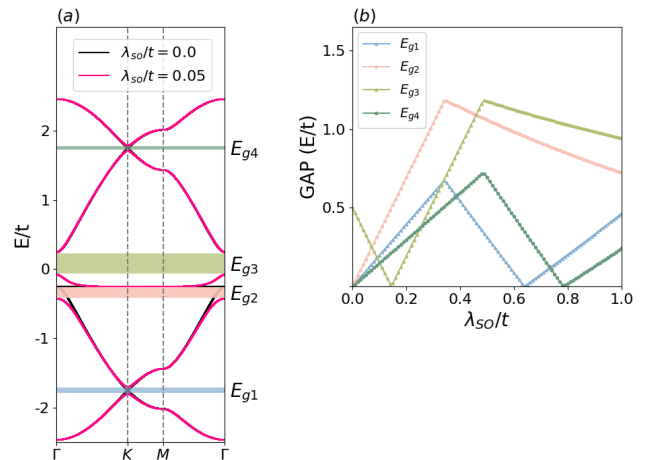 (a)
λso/t = 0.0
λso/t = 0.05
E/t
2
1
0
-1
-2
Γ
K
M
Γ
Eg4
Eg3
Eg2
Eg1
(b)
Eg1
Eg2
Eg3
Eg4
GAP (E/t)
1.5
1.0
0.5
0.0
0.2
0.4
0.6
0.8
1.0
λSO/t